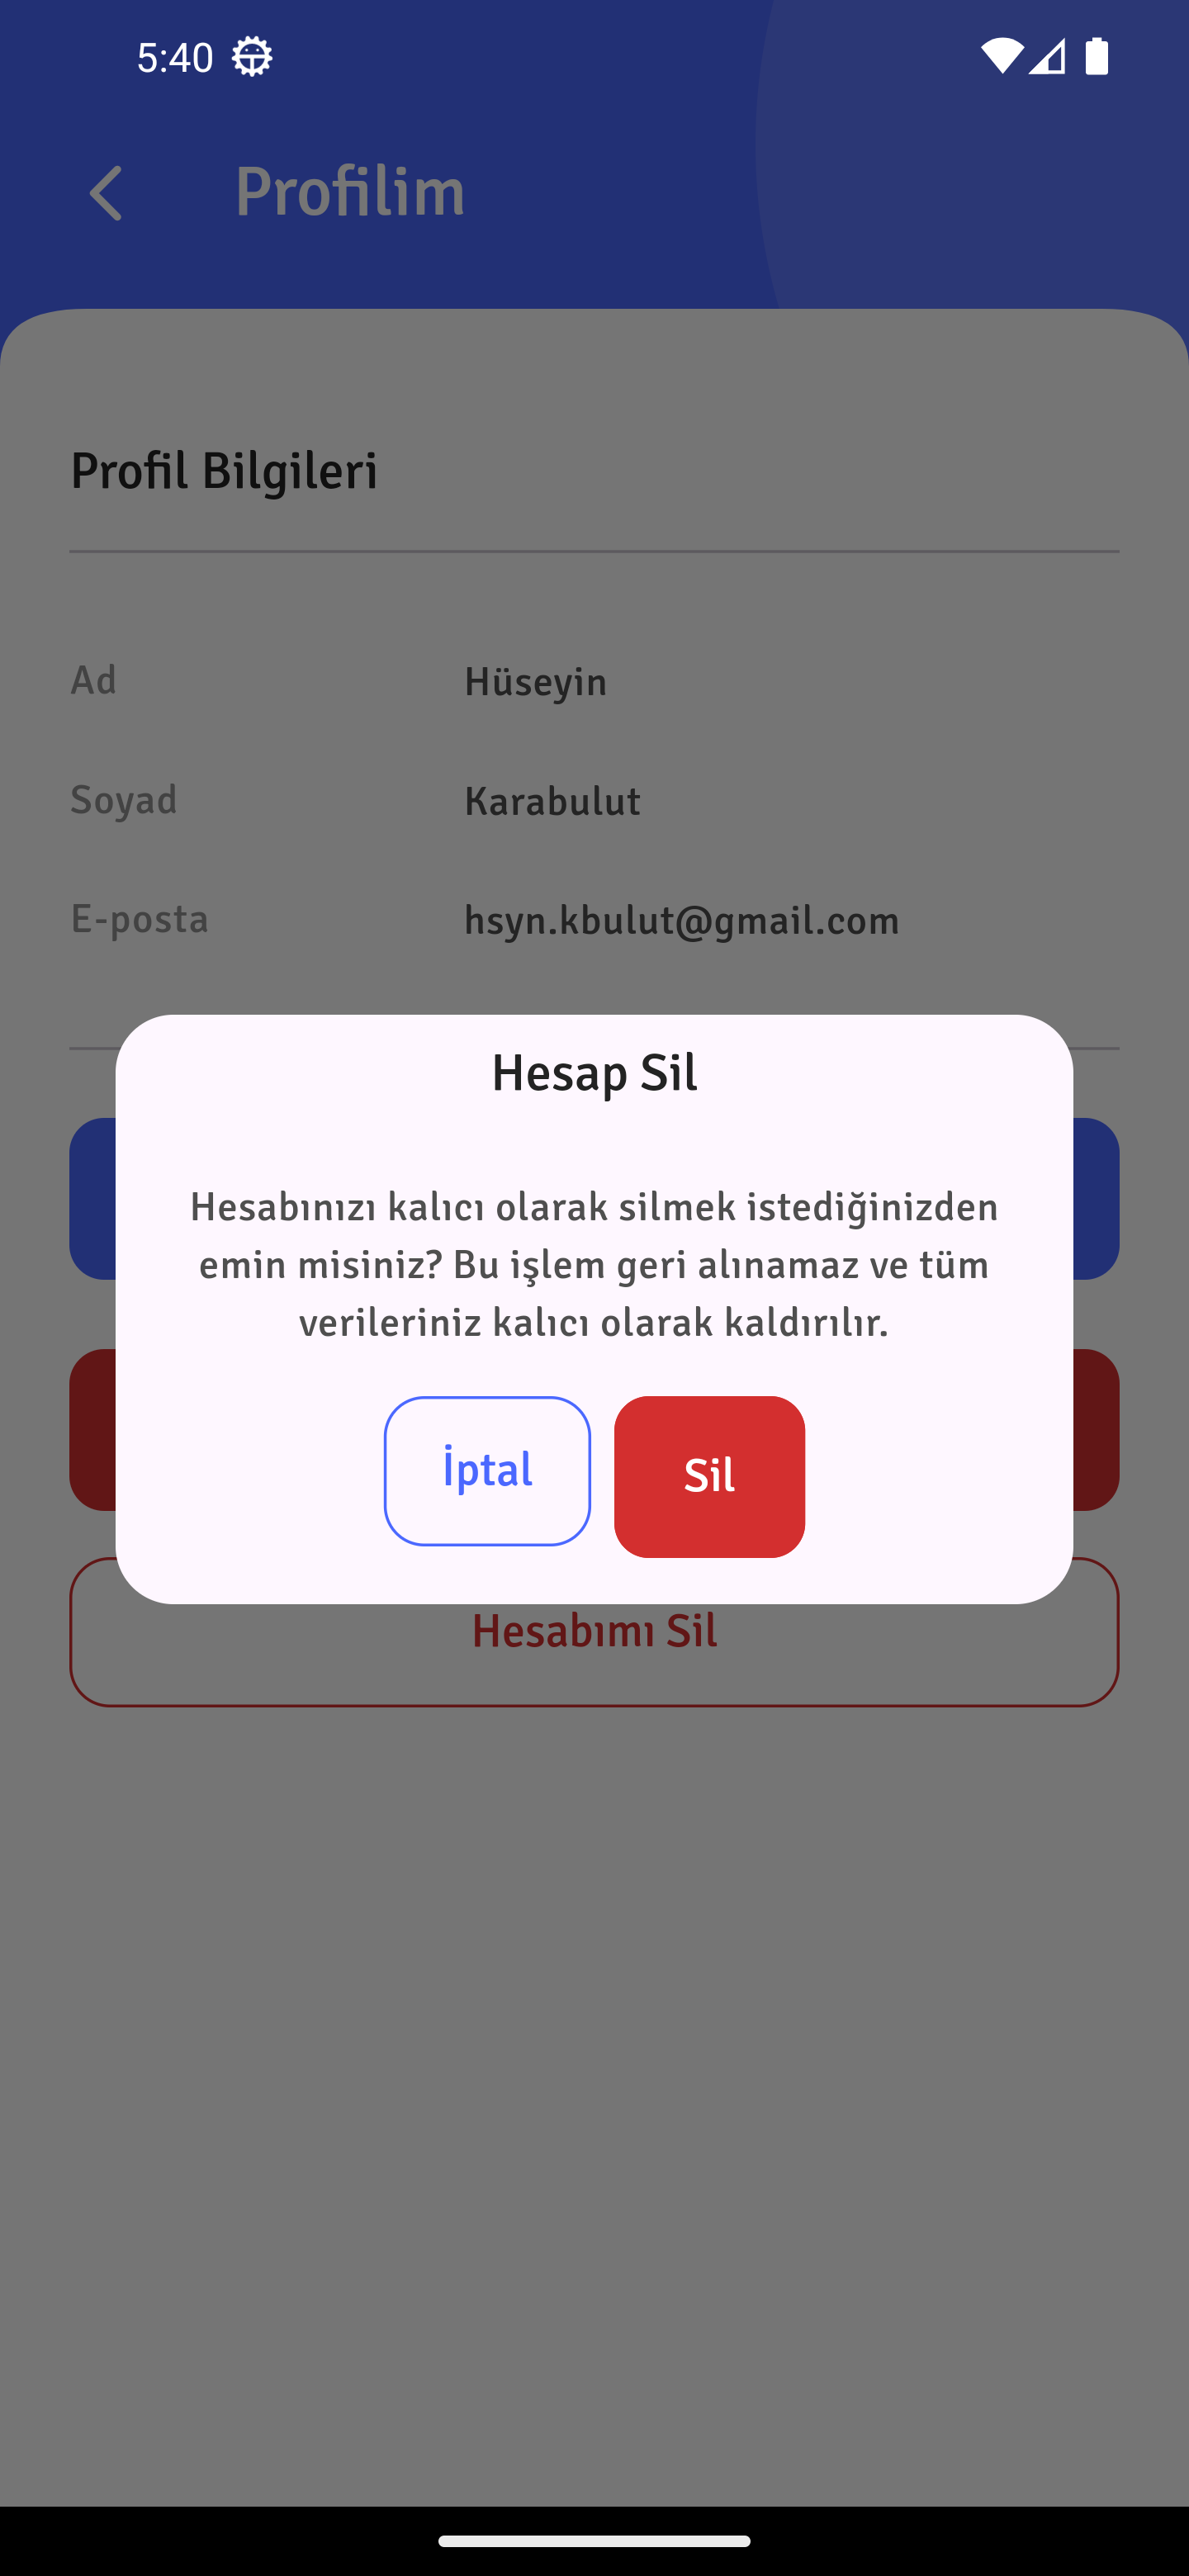 5:40
Profilim
Profil Bilgileri
Ad Hüseyin
Soyad Karabulut
E-posta hsyn.kbulut@gmail.com
Hesap Sil
Hesabınızı kalıcı olarak silmek istediğinizden
emin misiniz? Bu işlem geri alınamaz ve tüm
verileriniz kalıcı olarak kaldırılır.
İptal Sil
Hesabımı Sil